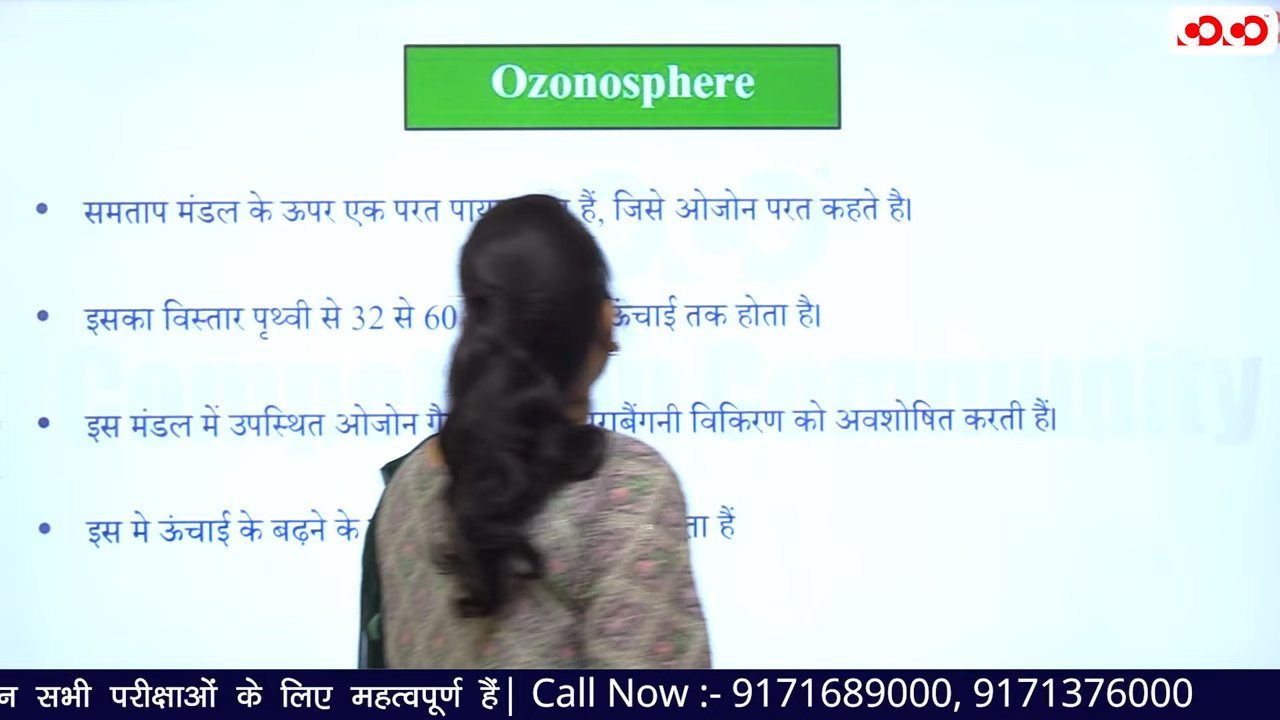 Ozonosphere
समताप मंडल के ऊपर एक परत हैं, जिसे ओजोन परत कहते है।
इसका विस्तार पृथ्वी से 32 से 60 ऊंचाई तक होता है।
इस मंडल में उपस्थित ओजोन विकिरण को अवशोषित करती हैं।
इस मे ऊंचाई के बढ़ने के हैं
सभी परीक्षाओं के लिए महत्वपूर्ण हैं| Call Now :- 9171689000, 9171376000